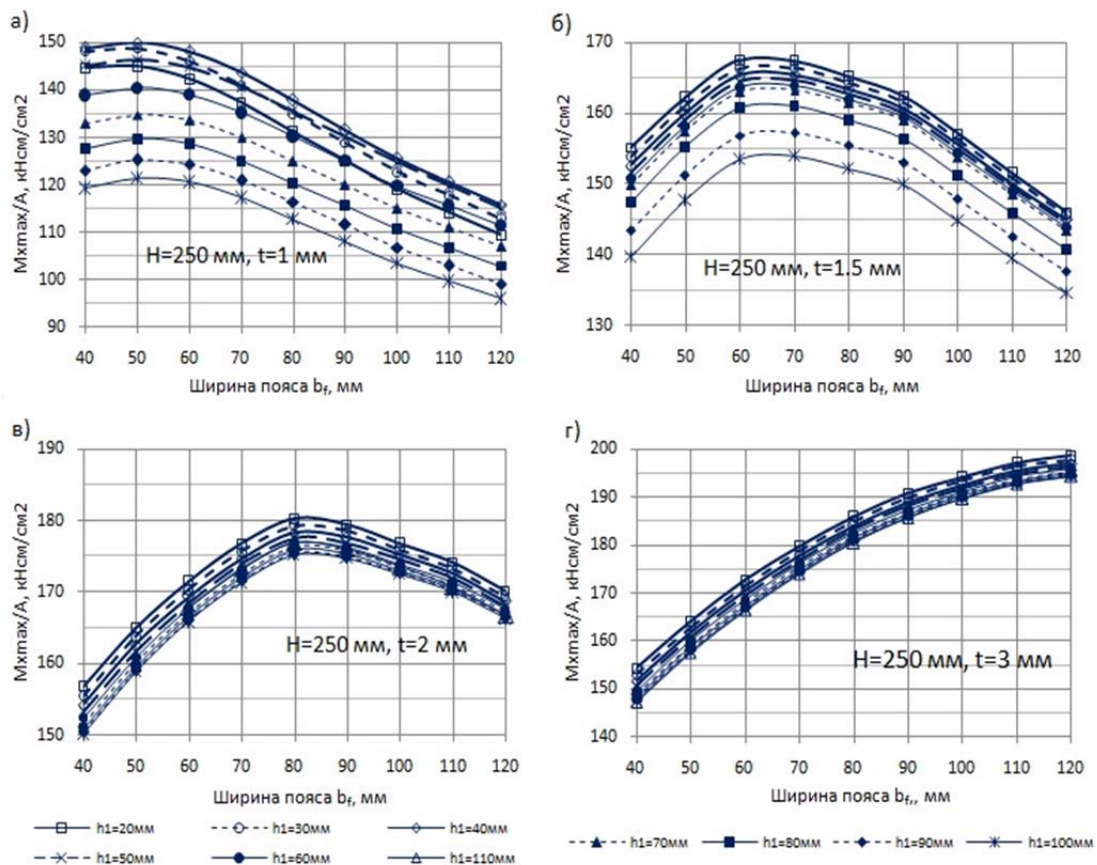 а)
Mxmax/A, кНсм/см2
150
140
130
120
110
100
90
H=250 мм, t=1 мм
40 50 60 70 80 90 100 110 120
Ширина пояса bf, мм
б)
Mxmax/A, кНсм/см2
170
160
150
140
130
H=250 мм, t=1.5 мм
40 50 60 70 80 90 100 110 120
Ширина пояса bf, мм
в)
Mxmax/A, кНсм/см2
190
180
170
160
150
H=250 мм, t=2 мм
40 50 60 70 80 90 100 110 120
Ширина пояса bf, мм
г)
Mxmax/A, кНсм/см2
200
190
180
170
160
150
140
H=250 мм, t=3 мм
40 50 60 70 80 90 100 110 120
Ширина пояса bf,, мм
h1=20мм h1=30мм h1=40мм
h1=50мм h1=60мм h1=110мм
h1=70мм h1=80мм h1=90мм h1=100мм